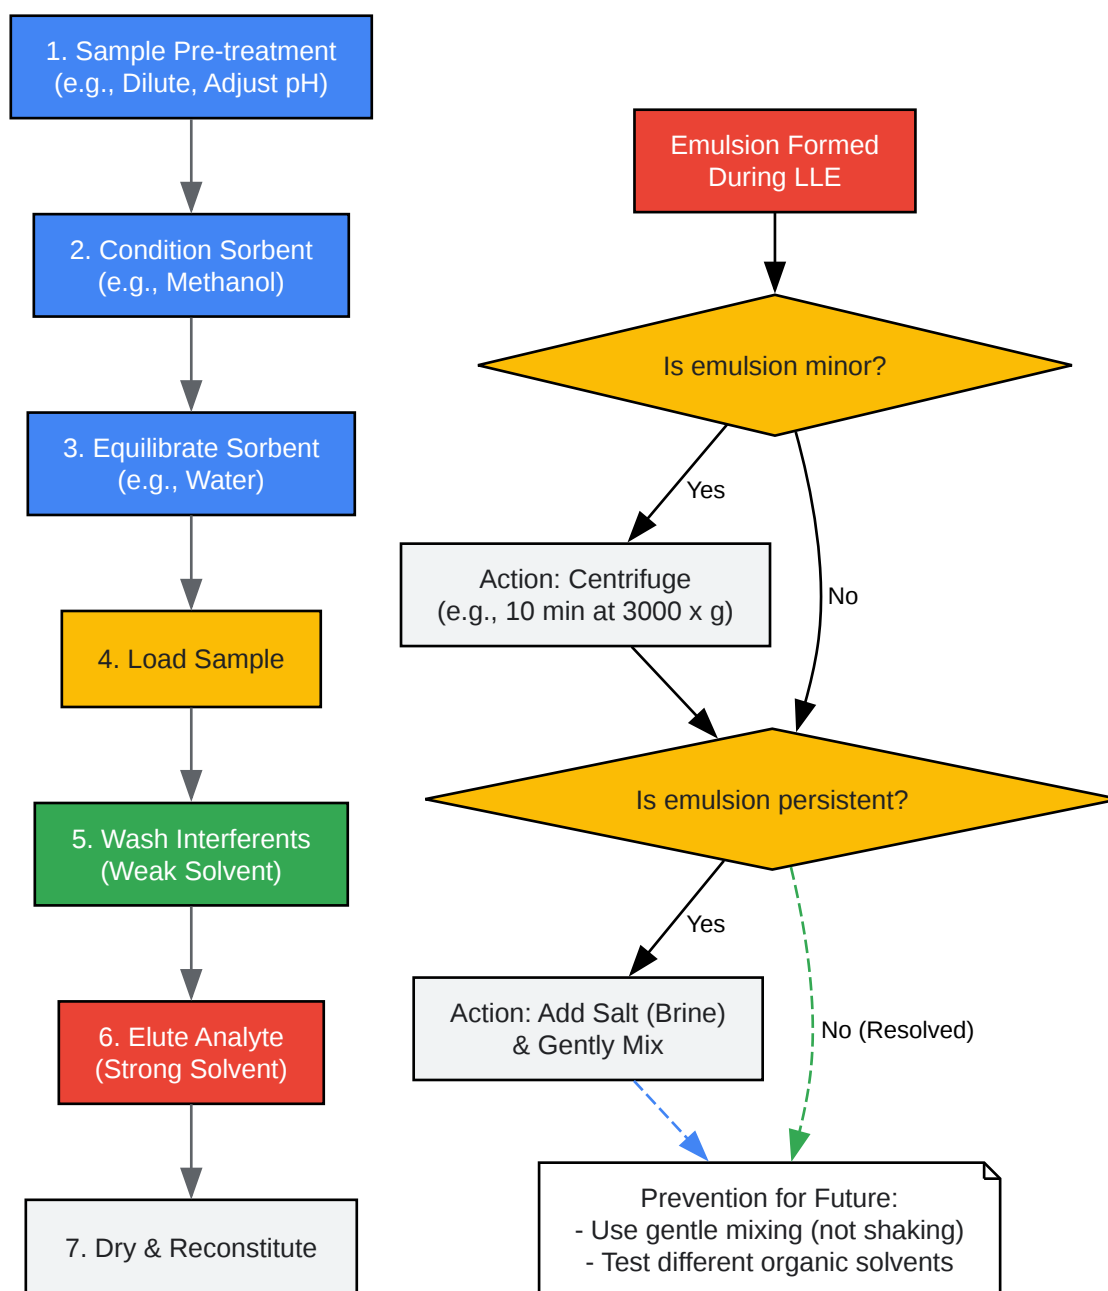 1. Sample Pre-treatment
(e.g., Dilute, Adjust pH)
2. Condition Sorbent
(e.g., Methanol)
3. Equilibrate Sorbent
(e.g., Water)
4. Load Sample
5. Wash Interferents
(Weak Solvent)
6. Elute Analyte
(Strong Solvent)
7. Dry & Reconstitute
Emulsion Formed
During LLE
Is emulsion minor?
Yes
No
Action: Centrifuge
(e.g., 10 min at 3000 x g)
Is emulsion persistent?
Yes
No (Resolved)
Action: Add Salt (Brine)
& Gently Mix
Prevention for Future:
- Use gentle mixing (not shaking)
- Test different organic solvents